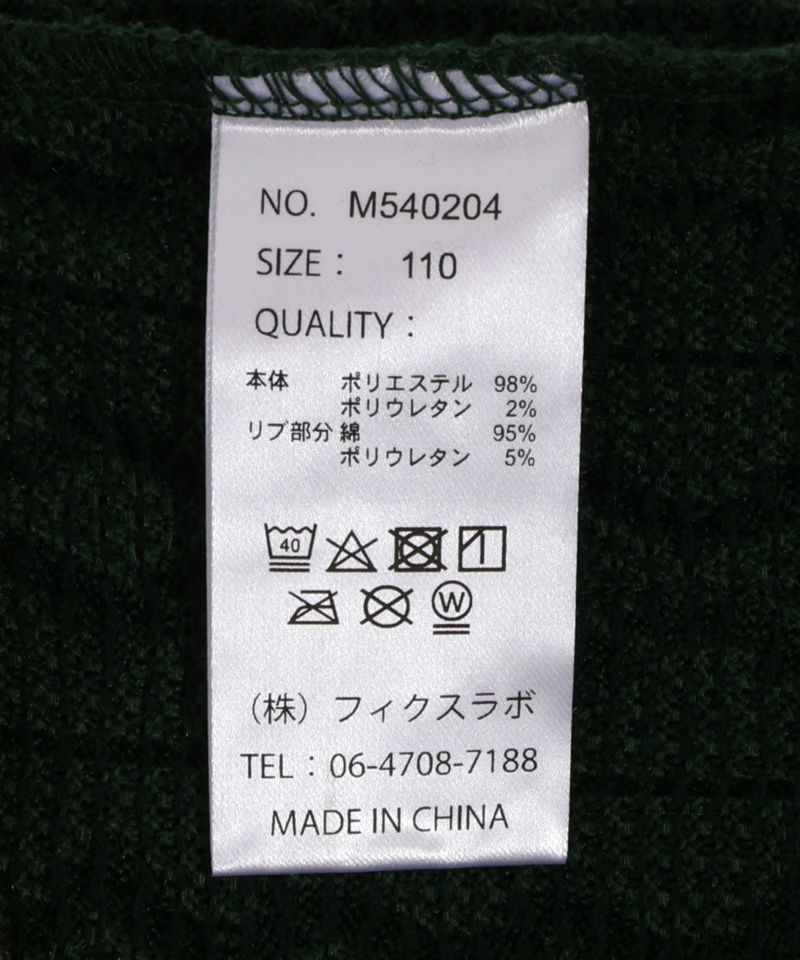 NO. M540204
SIZE : 110
QUALITY :
本体 ポリエステル 98%
ポリウレタン 2%
リブ部分 綿 95%
ポリウレタン 5%
40
W
（株）フィクスラボ
TEL : 06-4708-7188
MADE IN CHINA